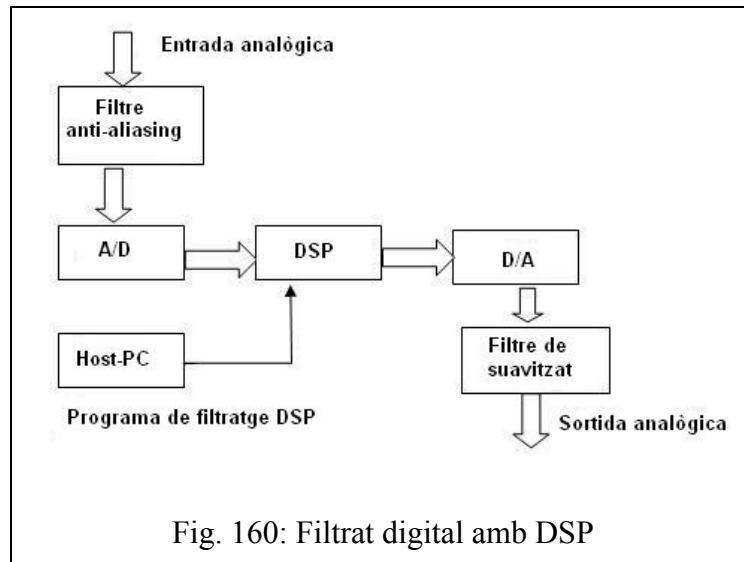 Entrada analògica
Filtre
anti-aliasing
A/D
DSP
D/A
Host-PC
Filtre de
suavitzat
Programa de filtratge DSP
Sortida analògica
Fig. 160: Filtrat digital amb DSP